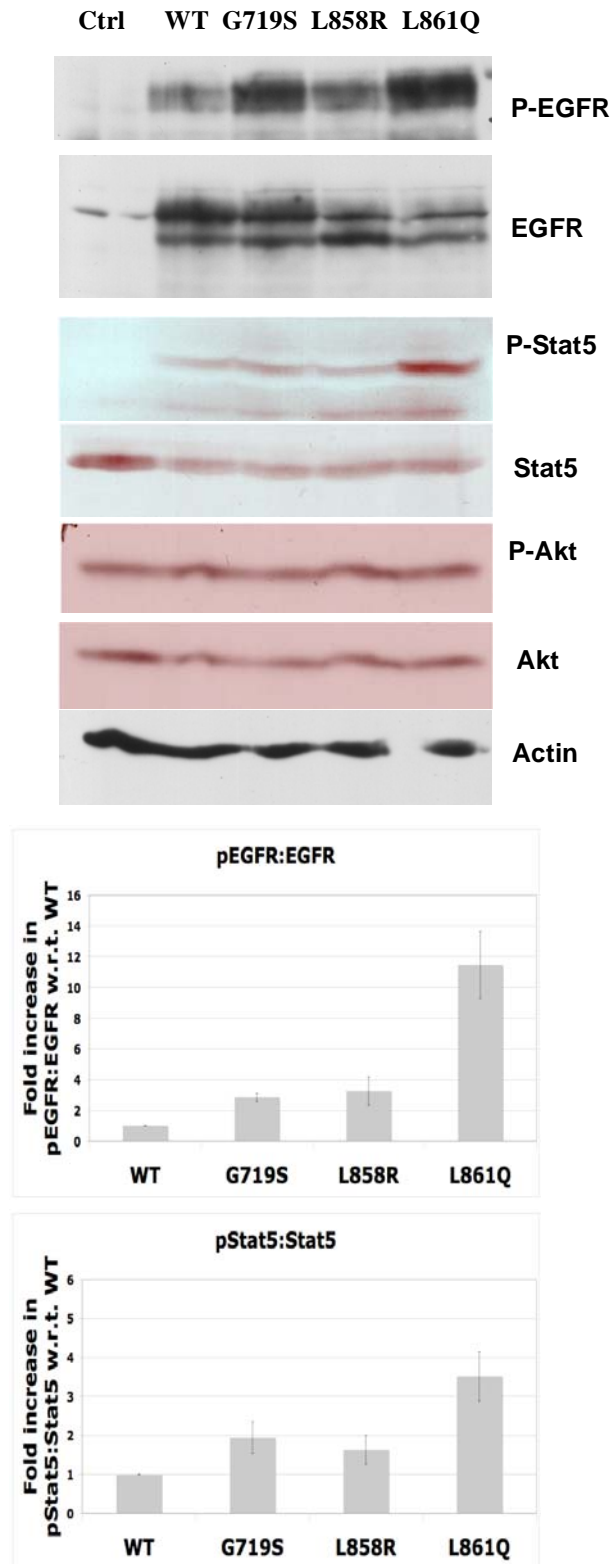 Ctrl WT G719S L858R L861Q
P-EGFR
EGFR
P-Stat5
Stat5
P-Akt
Akt
Actin
pEGFR:EGFR
Fold increase in
pEGFR:EGFR w.r.t. WT
16
14
12
10
8
6
4
2
0
WT G719S L858R L861Q
pStat5:Stat5
Fold increase in
pStat5:Stat5 w.r.t. WT
6
5
4
3
2
1
0
WT G719S L858R L861Q